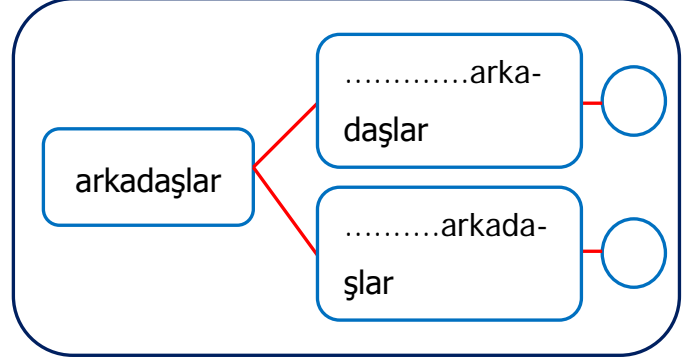 arkadaşlar
.............arka-
daşlar
..........arkada-
şlar